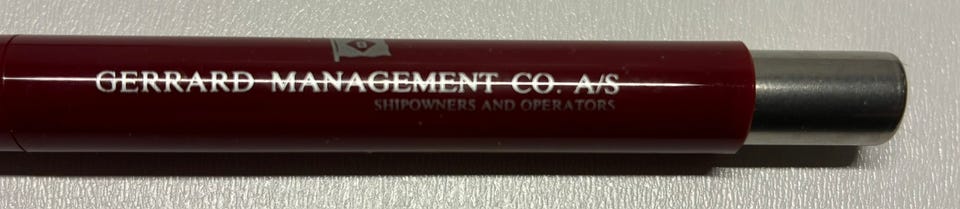 GERRARD MANAGEMENT CO. A/S
SHIPOWNERS AND OPERATORS